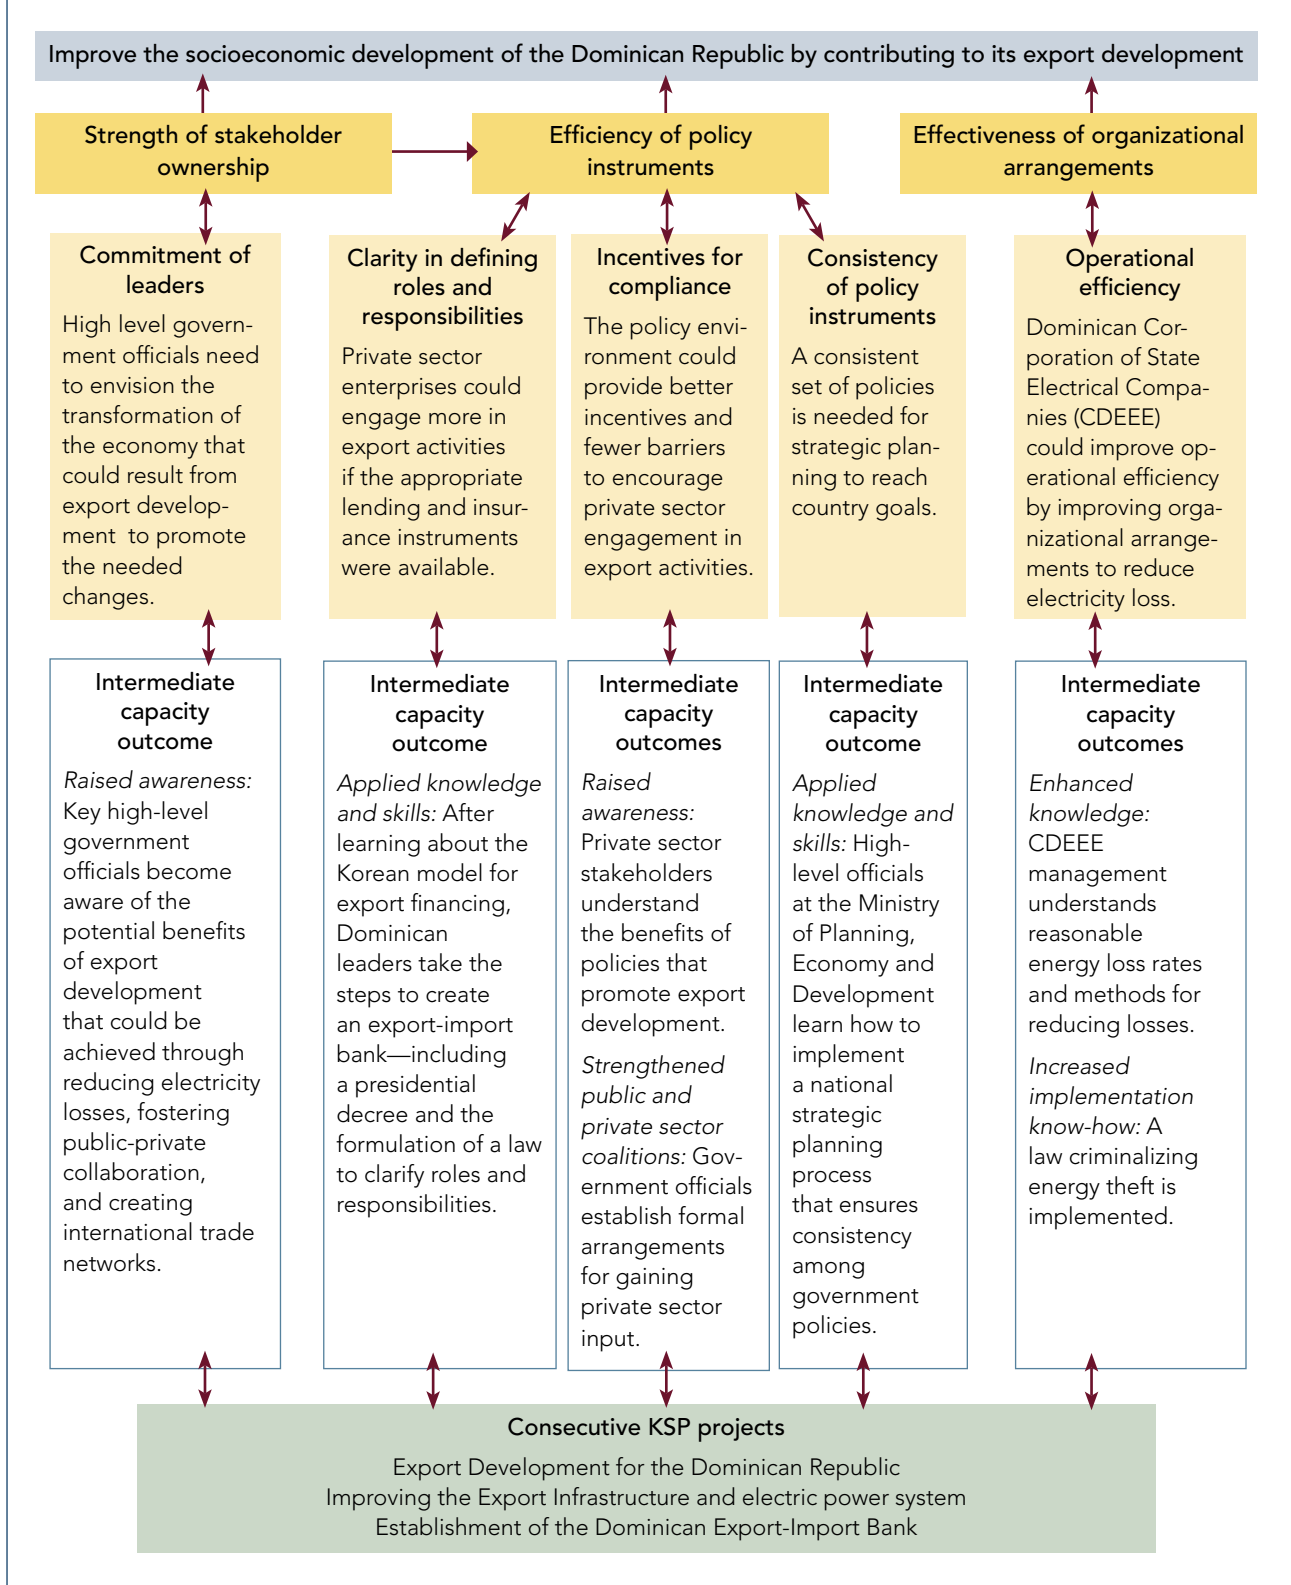 Improve the socioeconomic development of the Dominican Republic by contributing to its export development
Strength of stakeholder
ownership
Efficiency of policy
instruments
Effectiveness of organizational
arrangements
Commitment of
leaders
High level govern-
ment officials need
to envision the
transformation of
the economy that
could result from
export develop-
ment to promote
the needed
changes.
Clarity in defining
roles and
responsibilities
Private sector
enterprises could
engage more in
export activities
if the appropriate
lending and insur-
ance instruments
were available.
Incentives for
compliance
The policy envi-
ronment could
provide better
incentives and
fewer barriers
to encourage
private sector
engagement in
export activities.
Consistency
of policy
instruments
A consistent
set of policies
is needed for
strategic plan-
ning to reach
country goals.
Operational
efficiency
Dominican Cor-
poration of State
Electrical Compa-
nies (CDEEE)
could improve op-
erational efficiency
by improving orga-
nizational arrange-
ments to reduce
electricity loss.
Intermediate
capacity
outcome
Raised awareness:
Key high-level
government
officials become
aware of the
potential benefits
of export
development
that could be
achieved through
reducing electricity
losses, fostering
public-private
collaboration,
and creating
international trade
networks.
Intermediate
capacity
outcome
Applied knowledge
and skills: After
learning about the
Korean model for
export financing,
Dominican
leaders take the
steps to create
an export-import
bank—including
a presidential
decree and the
formulation of a law
to clarify roles and
responsibilities.
Intermediate
capacity
outcomes
Raised
awareness:
Private sector
stakeholders
understand
the benefits of
policies that
promote export
development.
Strengthened
public and
private sector
coalitions: Gov-
ernment officials
establish formal
arrangements
for gaining
private sector
input.
Intermediate
capacity
outcome
Applied
knowledge and
skills: High-
level officials
at the Ministry
of Planning,
Economy and
Development
learn how to
implement
a national
strategic
planning
process
that ensures
consistency
among
government
policies.
Intermediate
capacity
outcomes
Enhanced
knowledge:
CDEEE
management
understands
reasonable
energy loss rates
and methods for
reducing losses.
Increased
implementation
know-how: A
law criminalizing
energy theft is
implemented.
Consecutive KSP projects
Export Development for the Dominican Republic
Improving the Export Infrastructure and electric power system
Establishment of the Dominican Export-Import Bank